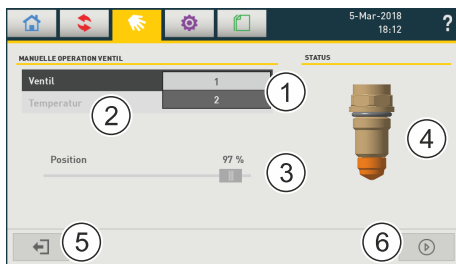 5-Mar-2018
18:12
?
MANUELLE OPERATION VENTIL
STATUS
Ventil
1
2
1
Temperatur
2
Position
97 %
3
4
5
6